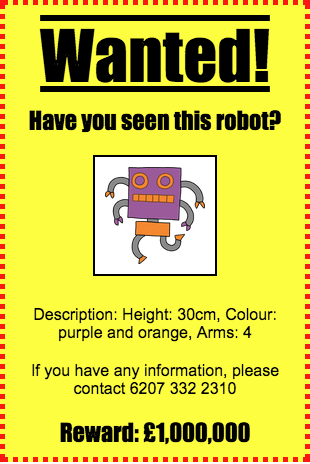 Wanted!
Have you seen this robot?
Description: Height: 30cm, Colour:
purple and orange, Arms: 4
If you have any information, please
contact 6207 332 2310
Reward: £1,000,000